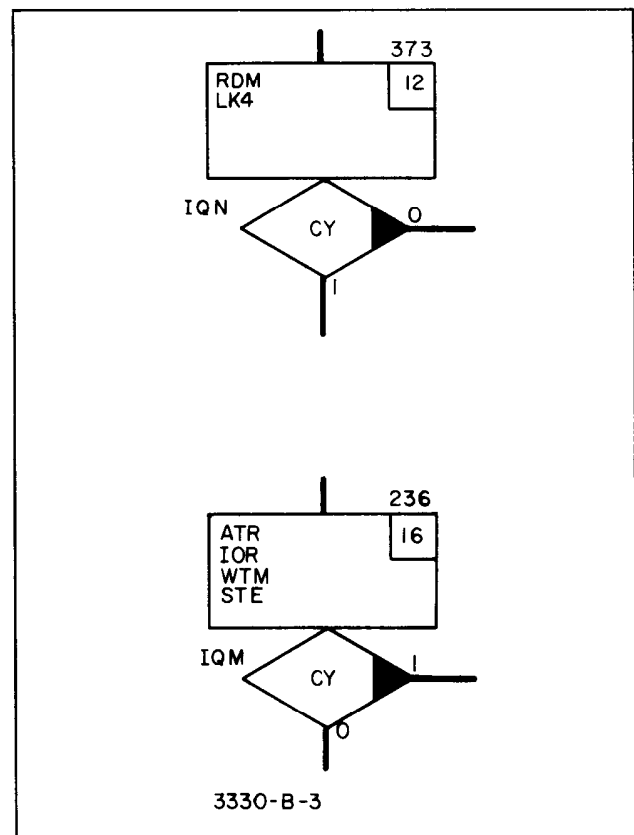 373
RDM 12
LK4
IQN CY 0
1
236
ATR 16
IOR
WTM
STE
IQM CY 1
0
3330-B-3